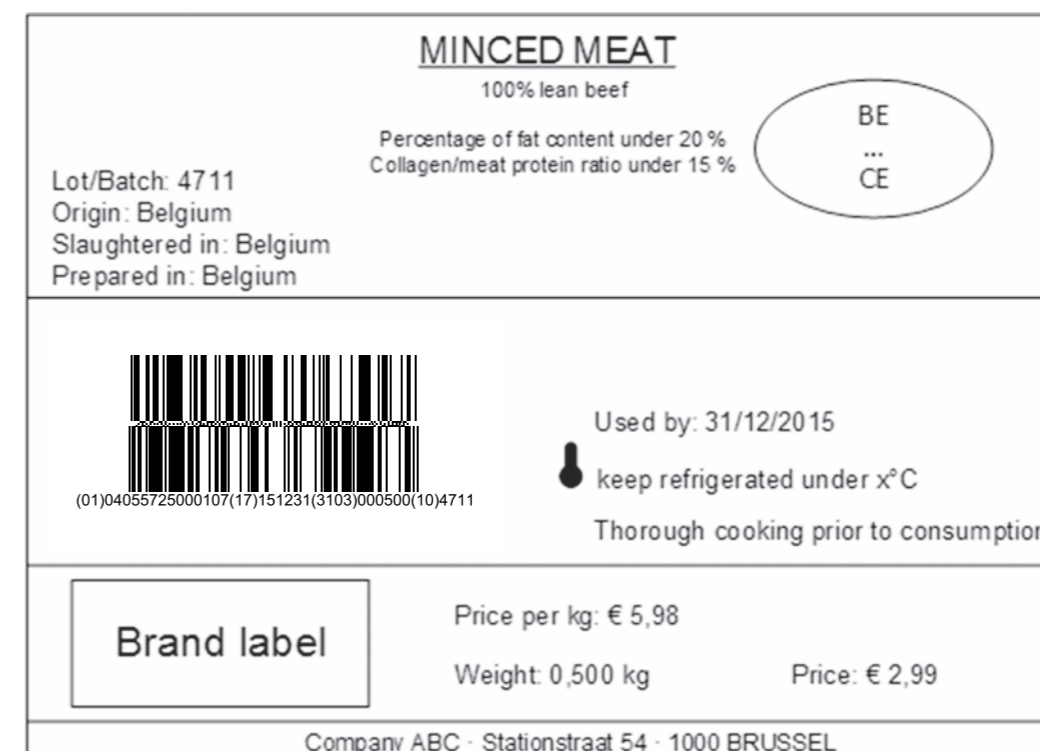 MINCED MEAT
100% lean beef
Percentage of fat content under 20 %
Collagen/meat protein ratio under 15 %
BE
...
CE
Lot/Batch: 4711
Origin: Belgium
Slaughtered in: Belgium
Prepared in: Belgium
(01)04055725000107(17)151231(3103)000500(10)4711
Used by: 31/12/2015
keep refrigerated under x°C
Thorough cooking prior to consumption
Brand label
Price per kg: € 5,98
Weight: 0,500 kg
Price: € 2,99
Company ABC · Stationstraat 54 · 1000 BRUSSEL